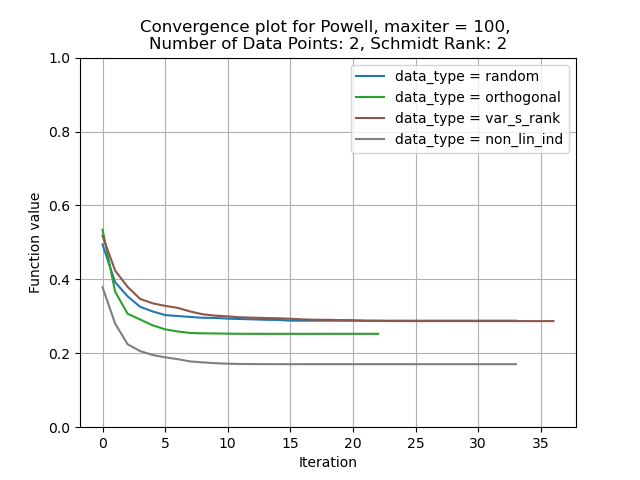 Convergence plot for Powell, maxiter = 100,
Number of Data Points: 2, Schmidt Rank: 2
1.0
0.8
0.6
0.4
0.2
0.0
Function value
data_type = random
data_type = orthogonal
data_type = var_s_rank
data_type = non_lin_ind
0 5 10 15 20 25 30 35
Iteration